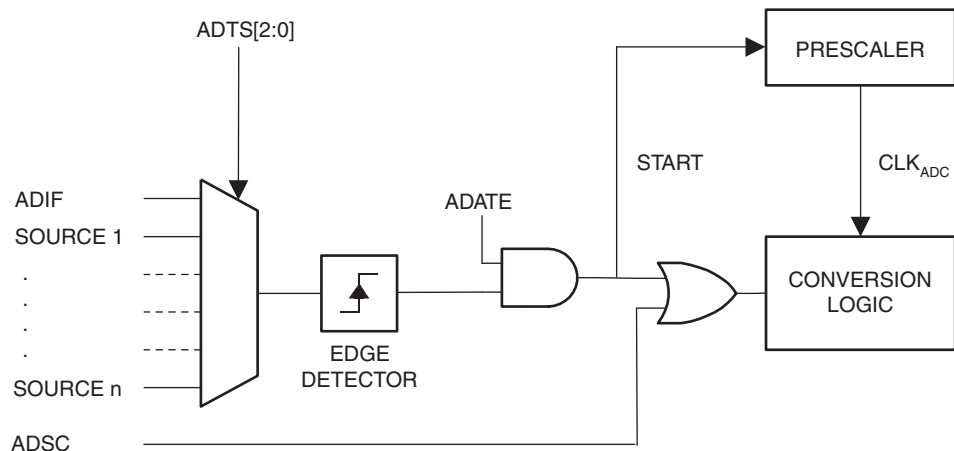 ADTS[2:0]
PRESCALER
START
CLKADC
ADIF
ADATE
SOURCE 1
.
.
.
.
CONVERSION
LOGIC
EDGE
DETECTOR
SOURCE n
ADSC